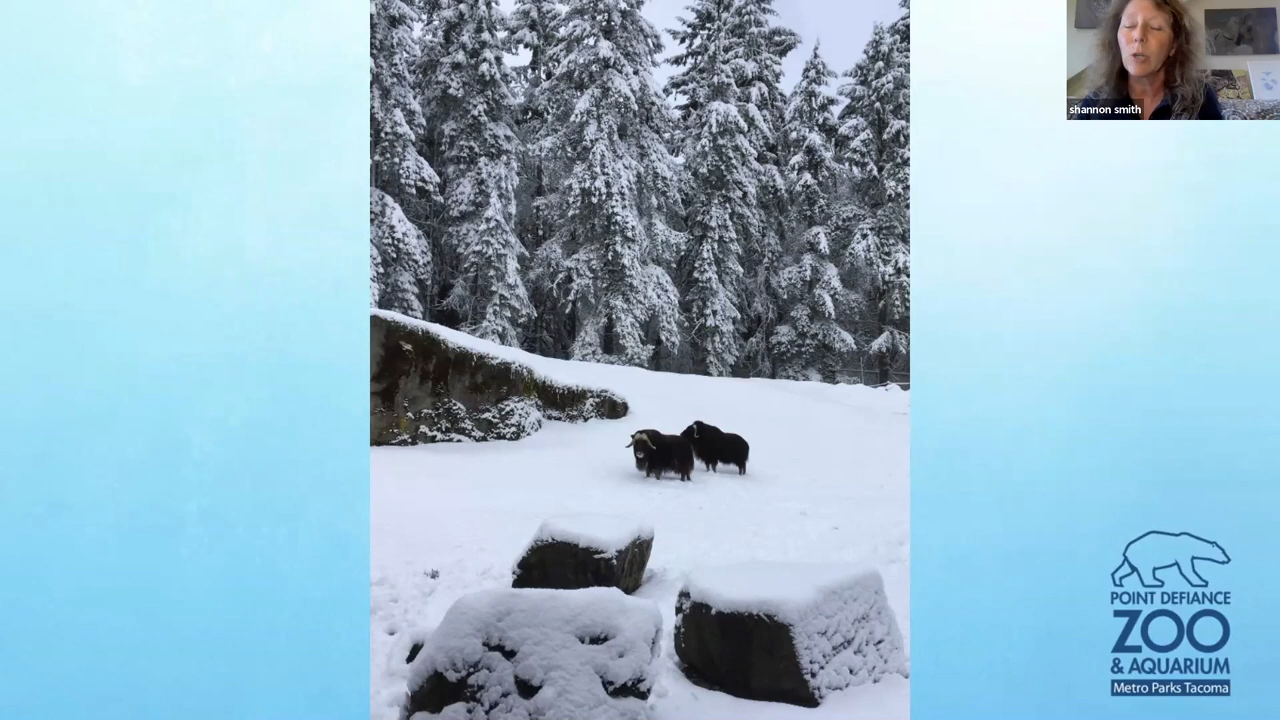 shannon smith
POINT DEFIANCE
ZOO
& AQUARIUM
Metro Parks Tacoma